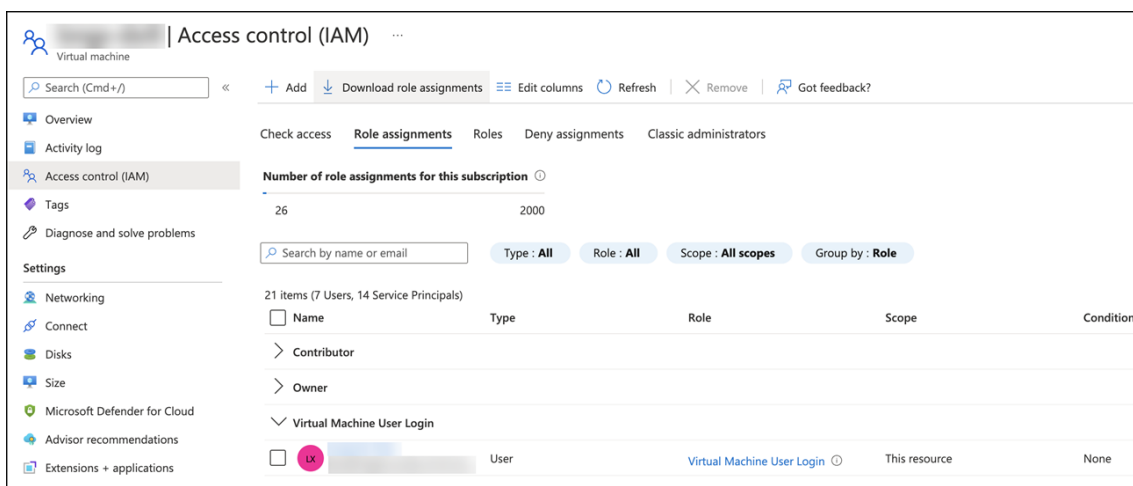 | Access control (IAM) ...
Virtual machine
Search (Cmd+/)
«
+ Add
Download role assignments
Edit columns
Refresh
Remove
Got feedback?
Overview
Activity log
Access control (IAM)
Tags
Diagnose and solve problems
Settings
Networking
Connect
Disks
Size
Microsoft Defender for Cloud
Advisor recommendations
Extensions + applications
Check access
Role assignments
Roles
Deny assignments
Classic administrators
Number of role assignments for this subscription
26
2000
Search by name or email
Type : All
Role : All
Scope : All scopes
Group by : Role
21 items (7 Users, 14 Service Principals)
Name
Type
Role
Scope
Condition
Contributor
Owner
Virtual Machine User Login
LX
User
Virtual Machine User Login
This resource
None